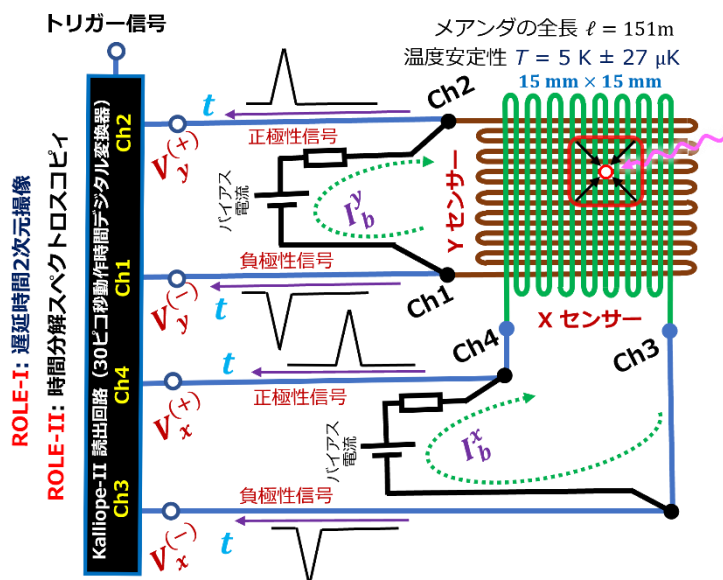 トリガー信号
メアンダの全長 ℓ = 151m
温度安定性 T = 5 K ± 27 μK
15 mm × 15 mm
Ch2
t
正極性信号
Ch2
V_y^(+)
バイアス
電流
I_b^y
Y センサー
Ch1
負極性信号
Ch1
V_y^(-)
t
X センサー
Ch4
Ch3
Ch4
t
正極性信号
V_x^(+)
バイアス
電流
I_b^x
Ch3
負極性信号
t
V_x^(-)
Kalliope-II 読出回路(30ピコ秒動作時間デジタル変換器)
ROLE-I: 遅延時間2次元撮像
ROLE-II: 時間分解スペクトロスコピィ